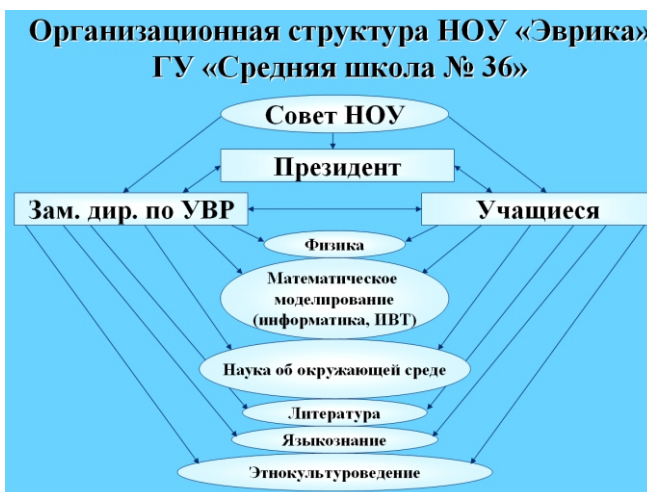 Организационная структура НОУ «Эврика»
ГУ «Средняя школа № 36»
Совет НОУ
Президент
Зам. дир. по УВР
Учащиеся
Физика
Математическое
моделирование
(информатика, ИВТ)
Наука об окружающей среде
Литература
Языкознание
Этнокультуроведение